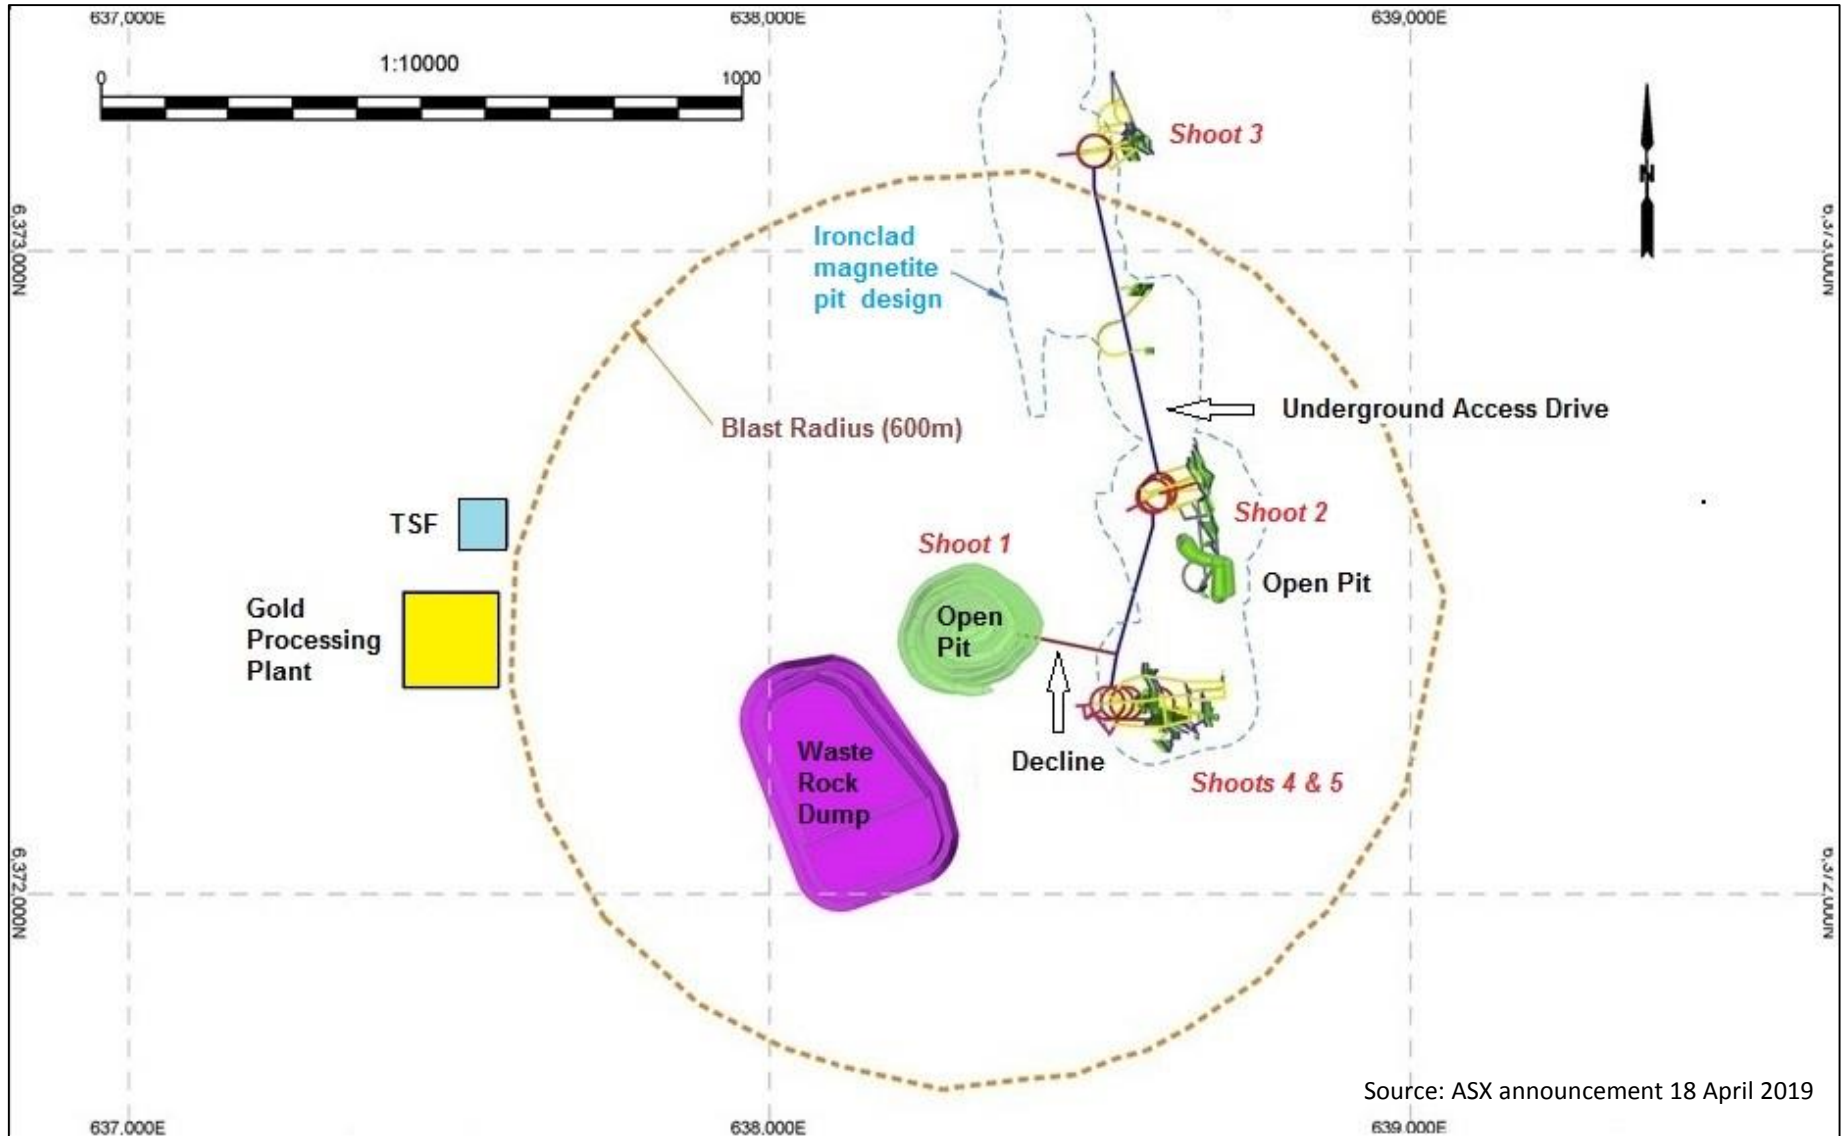 637,000E
638,000E
639,000E
1:10000
0
1000
Shoot 3
N
6,373,000N
6,373,000N
Ironclad
magnetite
pit design
Blast Radius (600m)
Underground Access Drive
TSF
Shoot 2
Shoot 1
Open Pit
Gold
Processing
Plant
Open
Pit
Decline
Waste
Rock
Dump
Shoots 4 & 5
6,372,000N
6,372,000N
Source: ASX announcement 18 April 2019
637,000E
638,000E
639,000E